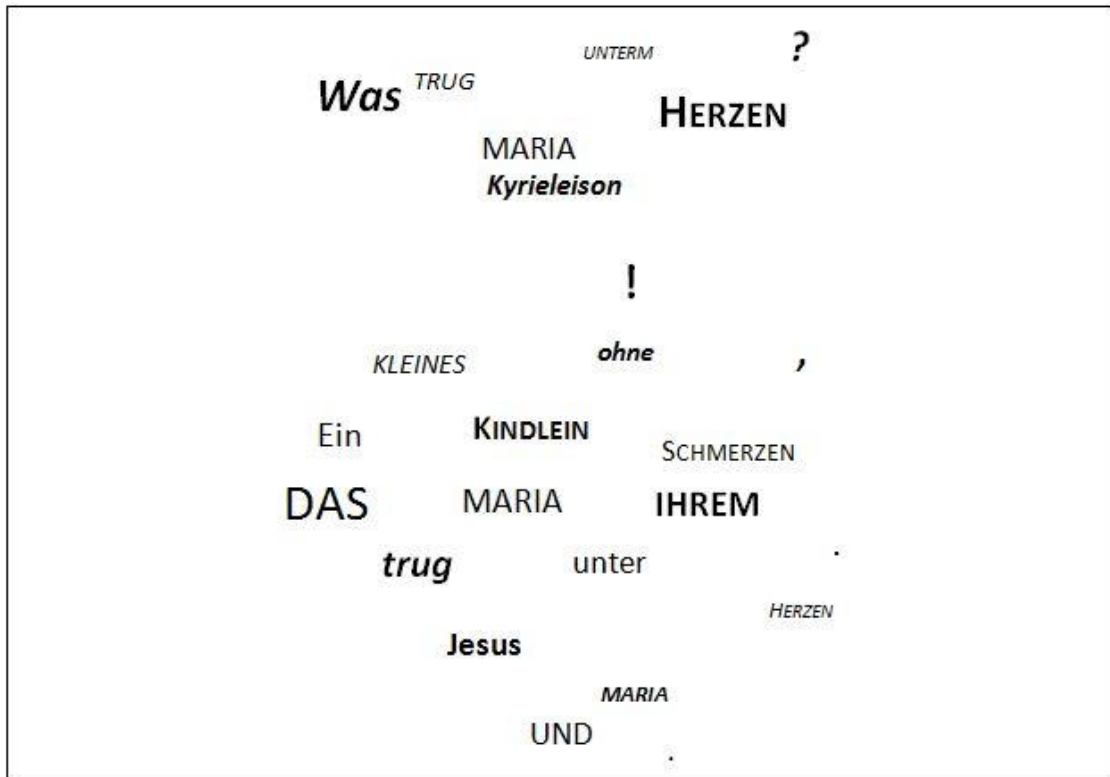 Was TRUG MARIA UNTERM HERZEN ?
Kyrieleison !
Ein KLEINES KINDLEIN ohne SCHMERZEN ,
DAS trug MARIA unter IHREM HERZEN .
Jesus UND MARIA .